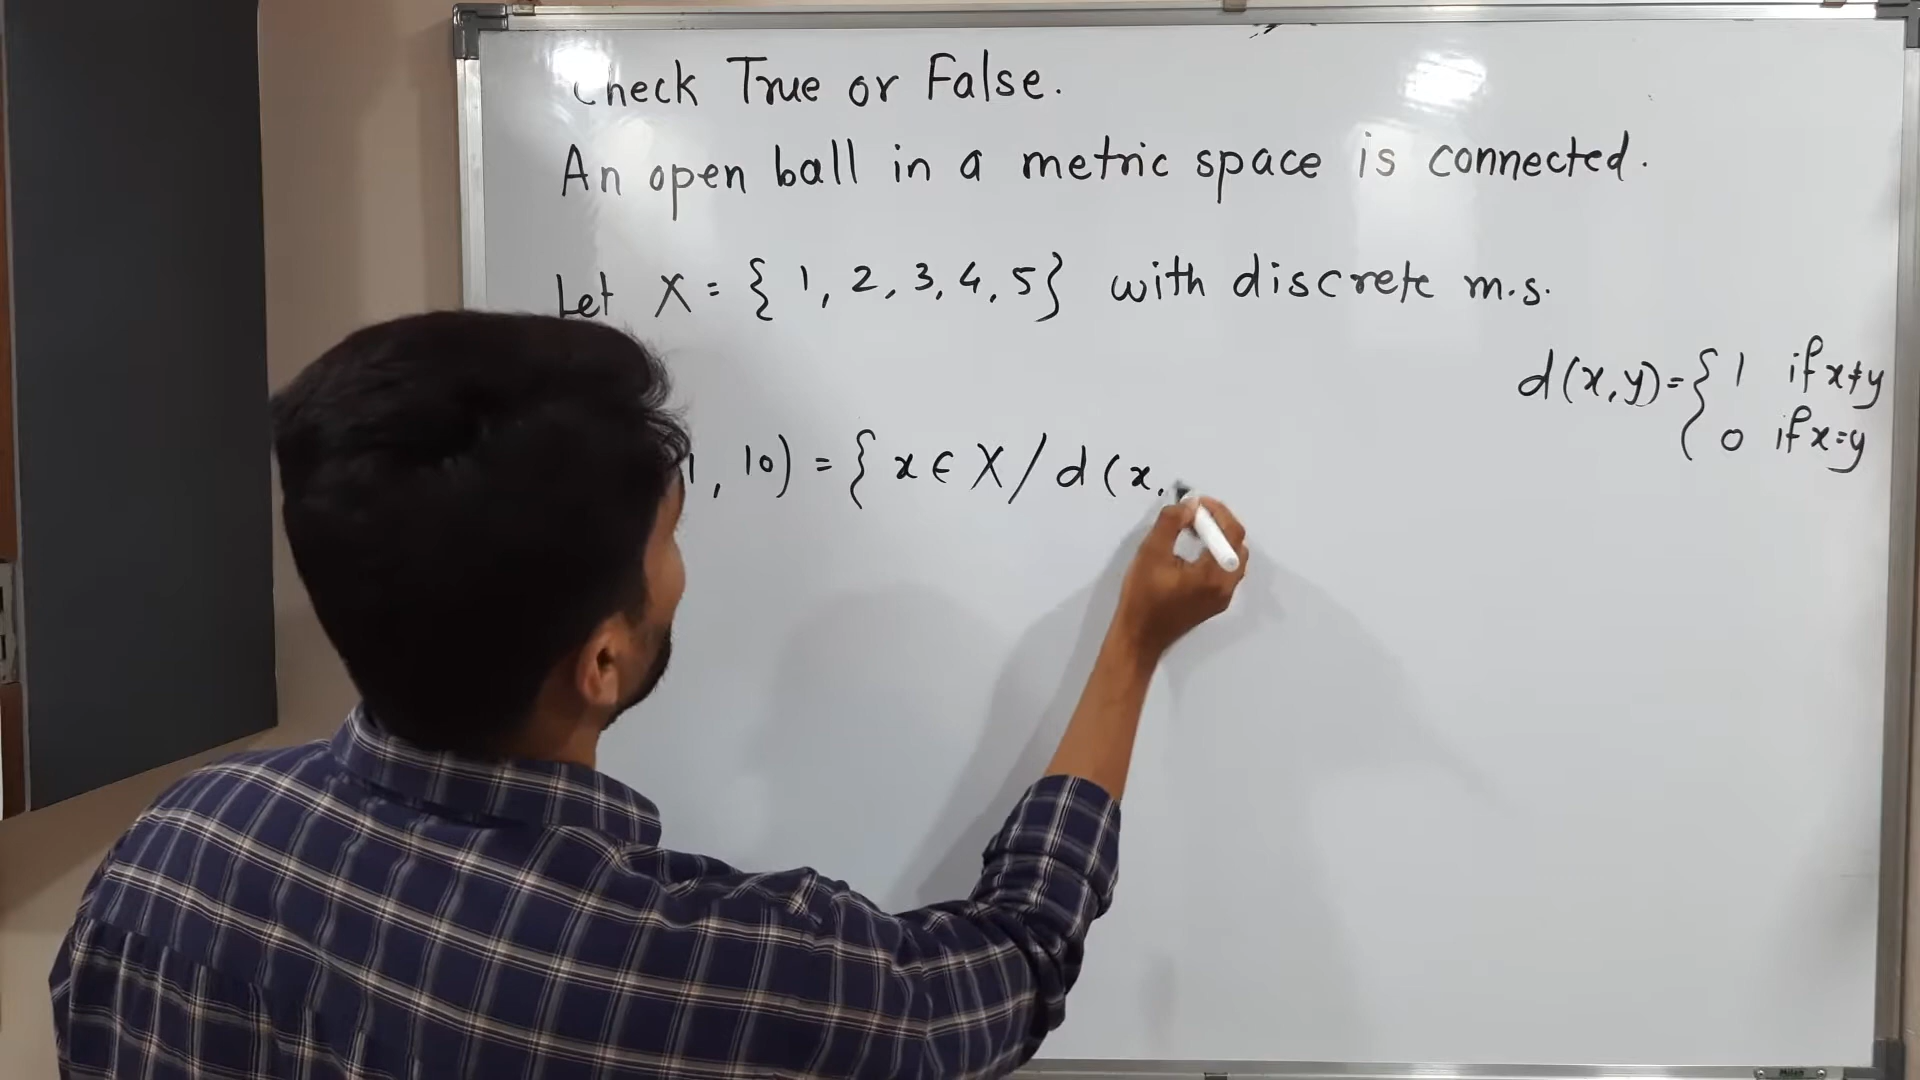 Check True or False.
An open ball in a metric space is connected.
Let X = { 1, 2, 3, 4, 5} with discrete m.s.
d(x,y)={ 1 if x≠y
0 if x=y
1, 10) = { x ∈ X / d(x,